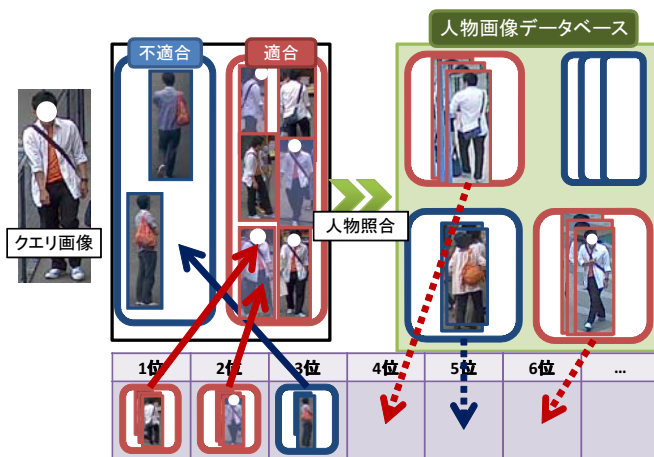 人物画像データベース
不適合
適合
クエリ画像
人物照合
1位
2位
3位
4位
5位
6位
...